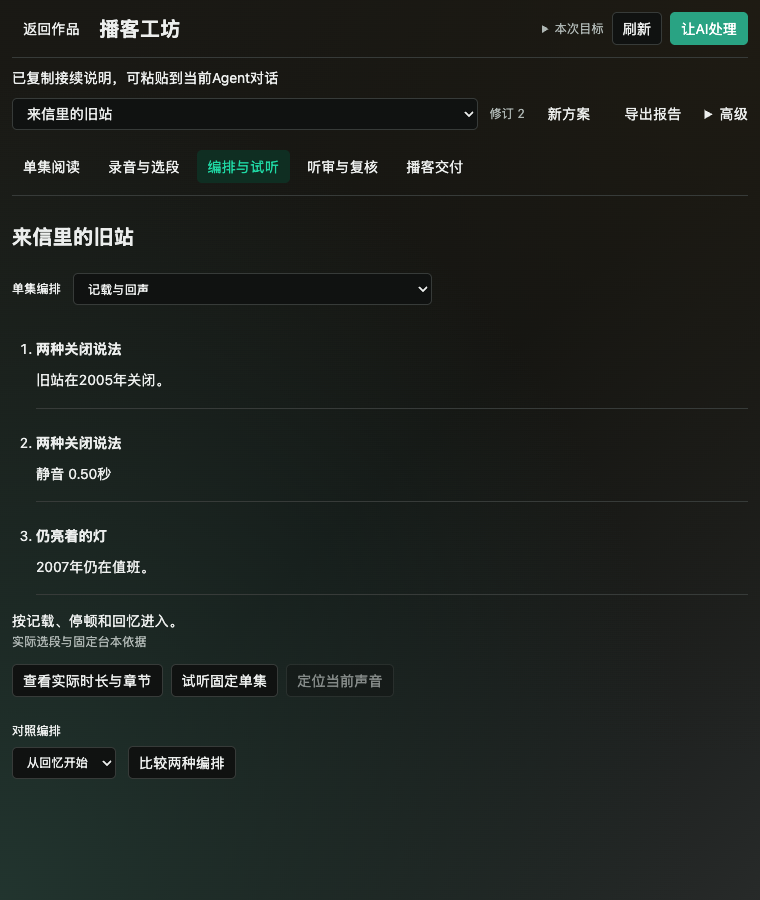 返回作品 播客工坊 ▶ 本次目标 刷新 让AI处理
已复制接续说明，可粘贴到当前Agent对话
来信里的旧站 修订 2 新方案 导出报告 ▶ 高级
单集阅读 录音与选段 编排与试听 听审与复核 播客交付
来信里的旧站
单集编排 记载与回声
1. 两种关闭说法
旧站在2005年关闭。
2. 两种关闭说法
静音 0.50秒
3. 仍亮着的灯
2007年仍在值班。
按记载、停顿和回忆进入。
实际选段与固定台本依据
查看实际时长与章节 试听固定单集 定位当前声音
对照编排
从回忆开始 比较两种编排